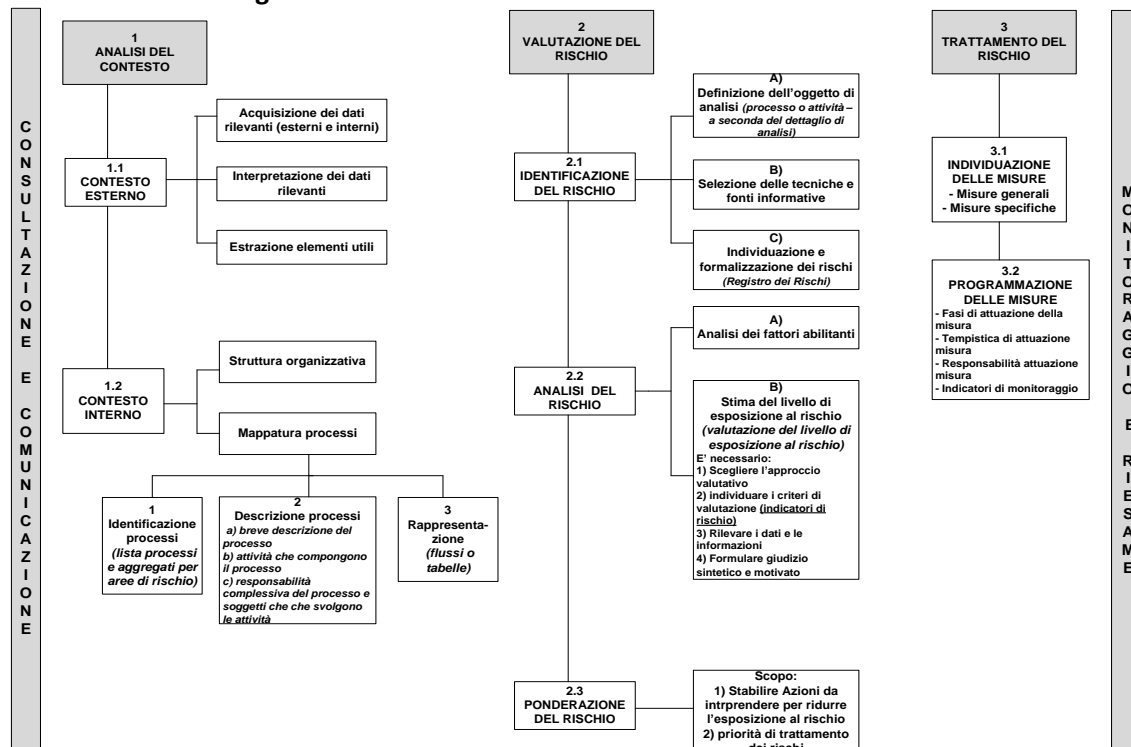 CONSULTAZIONE E COMUNICAZIONE
1
ANALISI DEL
CONTESTO
1.1
CONTESTO
ESTERNO
Acquisizione dei dati
rilevanti (esterni e interni)
Interpretazione dei dati
rilevanti
Estrazione elementi utili
1.2
CONTESTO
INTERNO
Struttura organizzativa
Mappatura processi
1
Identificazione
processi
(lista processi
e aggregati per
aree di rischio)
2
Descrizione processi
a) breve descrizione del
processo
b) attività che compongono
il processo
c) responsabilità
complessiva del processo e
soggetti che che svolgono
le attività
3
Rappresenta-
zione
(flussi o
tabelle)
2
VALUTAZIONE DEL
RISCHIO
2.1
IDENTIFICAZIONE
DEL RISCHIO
A)
Definizione dell'oggetto di
analisi (processo o attività –
a seconda del dettaglio di
analisi)
B)
Selezione delle tecniche e
fonti informative
C)
Individuazione e
formalizzazione dei rischi
(Registro dei Rischi)
2.2
ANALISI DEL
RISCHIO
A)
Analisi dei fattori abilitanti
B)
Stima del livello di
esposizione al rischio
(valutazione del livello di
esposizione al rischio)
E' necessario:
1) Scegliere l'approccio
valutativo
2) individuare i criteri di
valutazione (indicatori di
rischio)
3) Rilevare i dati e le
informazioni
4) Formulare giudizio
sintetico e motivato
2.3
PONDERAZIONE
DEL RISCHIO
Scopo:
1) Stabilire Azioni da
intrprendere per ridurre
l'esposizione al rischio
2) priorità di trattamento
dei rischi
3
TRATTAMENTO DEL
RISCHIO
3.1
INDIVIDUAZIONE
DELLE MISURE
- Misure generali
- Misure specifiche
3.2
PROGRAMMAZIONE
DELLE MISURE
- Fasi di attuazione della
misura
- Tempistica di attuazione
misura
- Responsabilità attuazione
misura
- Indicatori di monitoraggio
MONITORAGGIO E RIESAME